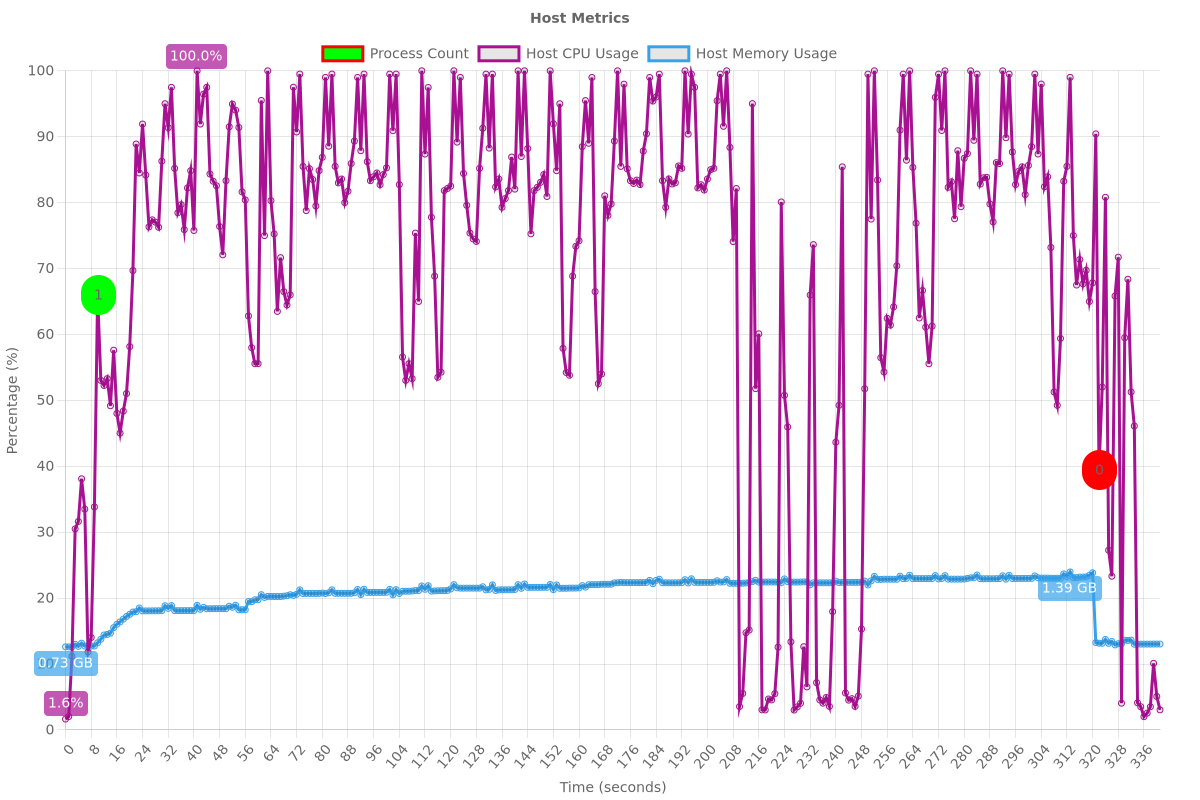 Host Metrics
Process Count Host CPU Usage Host Memory Usage
100.0%
100
90
80
70
60
50
40
30
20
10
0
Percentage (%)
1
0
1.39 GB
0.73 GB
1.6%
0 8 16 24 32 40 48 56 64 72 80 88 96 104 112 120 128 136 144 152 160 168 176 184 192 200 208 216 224 232 240 248 256 264 272 280 288 296 304 312 320 328 336
Time (seconds)